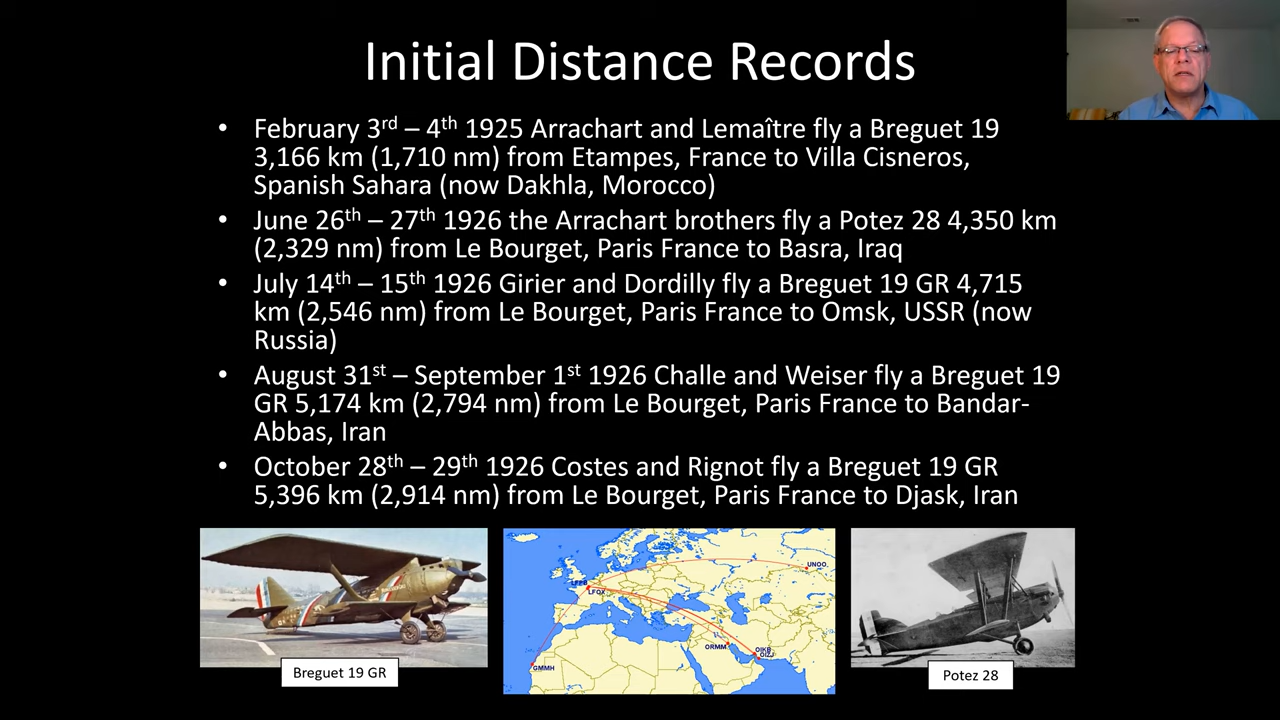 Initial Distance Records
• February 3rd – 4th 1925 Arrachart and Lemaître fly a Breguet 19
3,166 km (1,710 nm) from Etampes, France to Villa Cisneros,
Spanish Sahara (now Dakhla, Morocco)
• June 26th – 27th 1926 the Arrachart brothers fly a Potez 28 4,350 km
(2,329 nm) from Le Bourget, Paris France to Basra, Iraq
• July 14th – 15th 1926 Girier and Dordilly fly a Breguet 19 GR 4,715
km (2,546 nm) from Le Bourget, Paris France to Omsk, USSR (now
Russia)
• August 31st – September 1st 1926 Challe and Weiser fly a Breguet 19
GR 5,174 km (2,794 nm) from Le Bourget, Paris France to Bandar-
Abbas, Iran
• October 28th – 29th 1926 Costes and Rignot fly a Breguet 19 GR
5,396 km (2,914 nm) from Le Bourget, Paris France to Djask, Iran
UNOO
LFPB
LFOX
ORMM
OIKB
OIZJ
GMMH
Breguet 19 GR
Potez 28